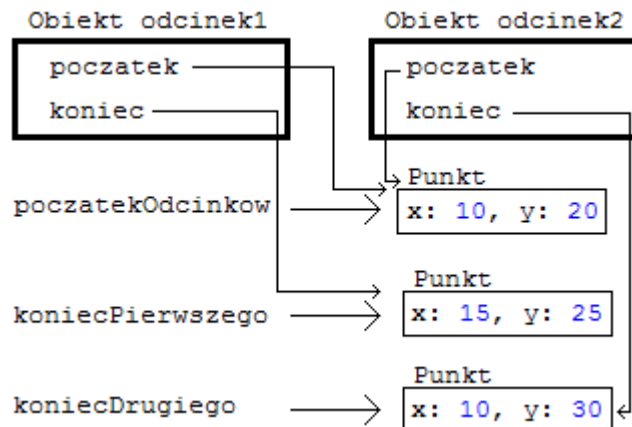 Obiekt odcinek1
Obiekt odcinek2
poczatek
poczatek
koniec
koniec
Punkt
poczatekOdcinkow
x: 10, y: 20
Punkt
koniecPierwszego
x: 15, y: 25
Punkt
koniecDrugiego
x: 10, y: 30